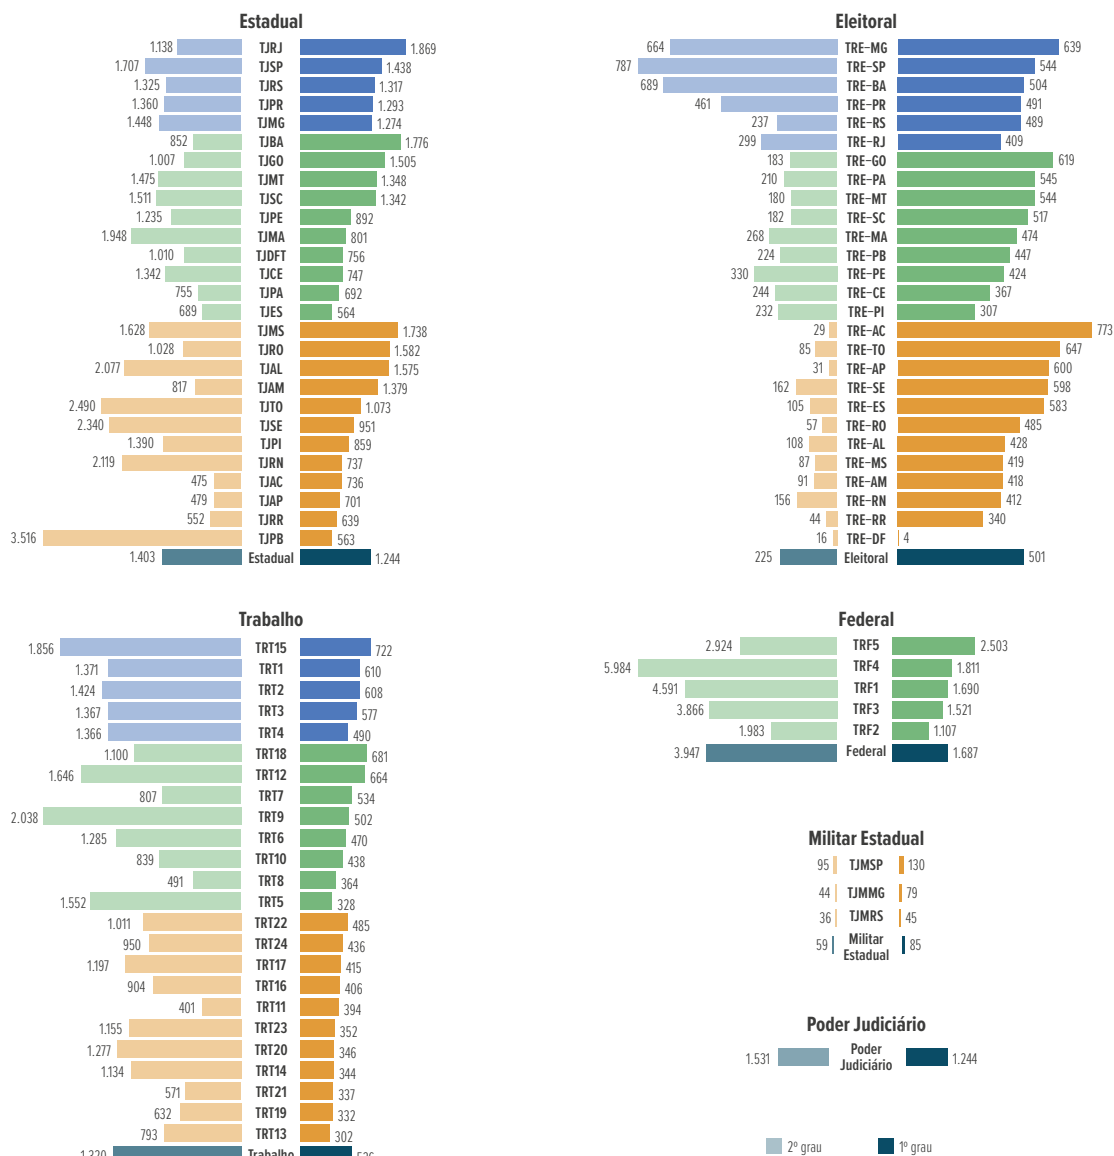 Estadual
1.138 TJRJ 1.869
1.707 TJSP 1.438
1.325 TJRS 1.317
1.360 TJPR 1.293
1.448 TJMG 1.274
852 TJBA 1.776
1.007 TJGO 1.505
1.475 TJMT 1.348
1.511 TJSC 1.342
1.235 TJPE 892
1.948 TJMA 801
1.010 TJDFT 756
1.342 TJCE 747
755 TJPA 692
689 TJES 564
1.628 TJMS 1.738
1.028 TJRO 1.582
2.077 TJAL 1.575
817 TJAM 1.379
2.490 TJTO 1.073
2.340 TJSE 951
1.390 TJPI 859
2.119 TJRN 737
475 TJAC 736
479 TJAP 701
552 TJRR 639
3.516 TJPB 563
1.403 Estadual 1.244
Eleitoral
664 TRE-MG 639
787 TRE-SP 544
689 TRE-BA 504
461 TRE-PR 491
237 TRE-RS 489
299 TRE-RJ 409
183 TRE-GO 619
210 TRE-PA 545
180 TRE-MT 544
182 TRE-SC 517
268 TRE-MA 474
224 TRE-PB 447
330 TRE-PE 424
244 TRE-CE 367
232 TRE-PI 307
29 TRE-AC 773
85 TRE-TO 647
31 TRE-AP 600
162 TRE-SE 598
105 TRE-ES 583
57 TRE-RO 485
108 TRE-AL 428
87 TRE-MS 419
91 TRE-AM 418
156 TRE-RN 412
44 TRE-RR 340
16 TRE-DF 4
225 Eleitoral 501
Trabalho
1.856 TRT15 722
1.371 TRT1 610
1.424 TRT2 608
1.367 TRT3 577
1.366 TRT4 490
1.100 TRT18 681
1.646 TRT12 664
807 TRT7 534
2.038 TRT9 502
1.285 TRT6 470
839 TRT10 438
491 TRT8 364
1.552 TRT5 328
1.011 TRT22 485
950 TRT24 436
1.197 TRT17 415
904 TRT16 406
401 TRT11 394
1.155 TRT23 352
1.277 TRT20 346
1.134 TRT14 344
571 TRT21 337
632 TRT19 332
793 TRT13 302
1.320 Trabalho
Federal
2.924 TRF5 2.503
5.984 TRF4 1.811
4.591 TRF1 1.690
3.866 TRF3 1.521
1.983 TRF2 1.107
3.947 Federal 1.687
Militar Estadual
95 TJMSP 130
44 TJMMG 79
36 TJMRS 45
59 Militar Estadual 85
Poder Judiciário
1.531 Poder Judiciário 1.244
2º grau 1º grau